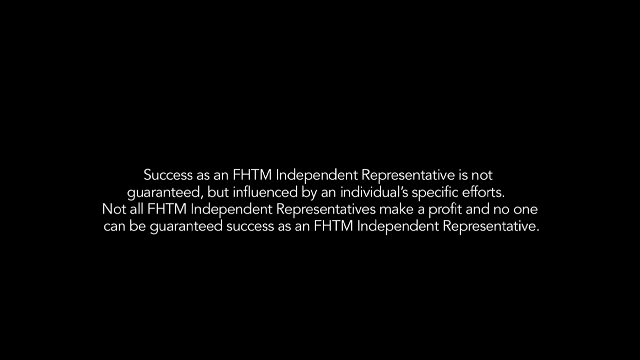 Success as an FHTM Independent Representative is not
guaranteed, but influenced by an individual's specific efforts.
Not all FHTM Independent Representatives make a profit and no one
can be guaranteed success as an FHTM Independent Representative.